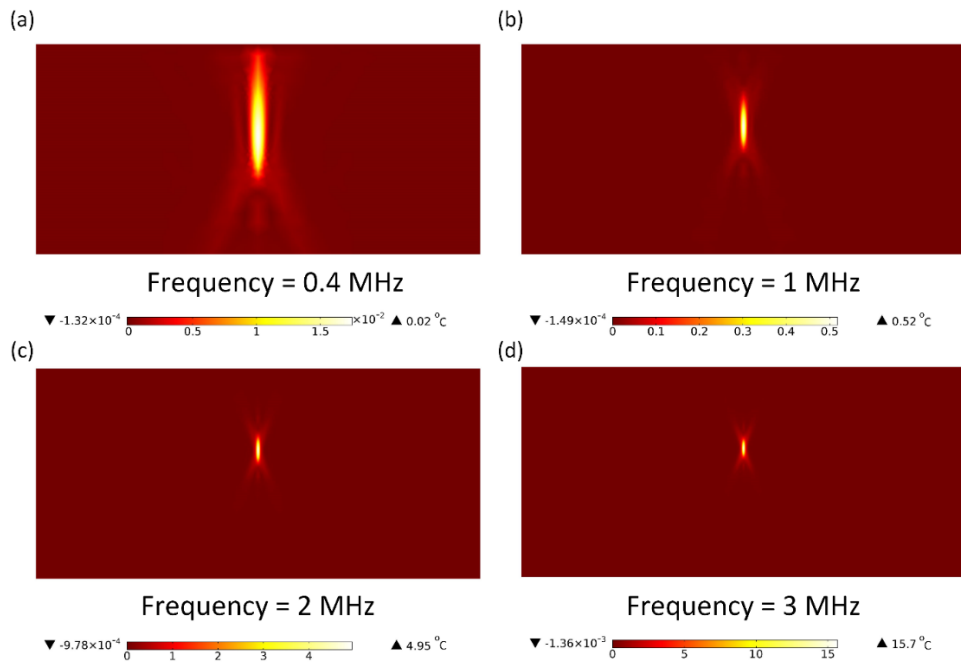 (a)
(b)
Frequency = 0.4 MHz
Frequency = 1 MHz
▼ -1.32×10⁻⁴ 0 0.5 1 1.5 ×10⁻² ▲ 0.02 °C
▼ -1.49×10⁻⁴ 0 0.1 0.2 0.3 0.4 0.5 ▲ 0.52 °C
(c)
(d)
Frequency = 2 MHz
Frequency = 3 MHz
▼ -9.78×10⁻⁴ 0 1 2 3 4 ▲ 4.95 °C
▼ -1.36×10⁻³ 0 5 10 15 ▲ 15.7 °C